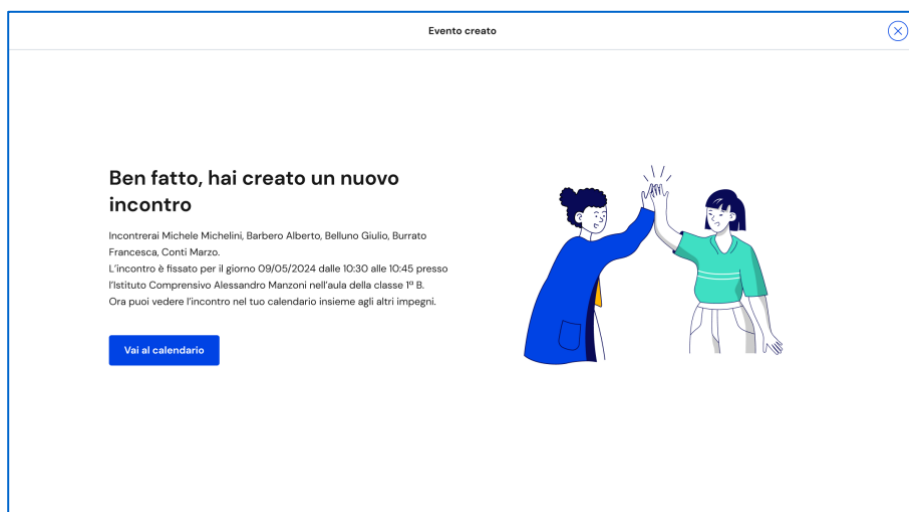 Evento creato
Ben fatto, hai creato un nuovo
incontro
Incontrerai Michele Michelini, Barbero Alberto, Belluno Giulio, Burrato
Francesca, Conti Marzo.
L'incontro è fissato per il giorno 09/05/2024 dalle 10:30 alle 10:45 presso
l'Istituto Comprensivo Alessandro Manzoni nell'aula della classe 1ª B.
Ora puoi vedere l'incontro nel tuo calendario insieme agli altri impegni.
Vai al calendario